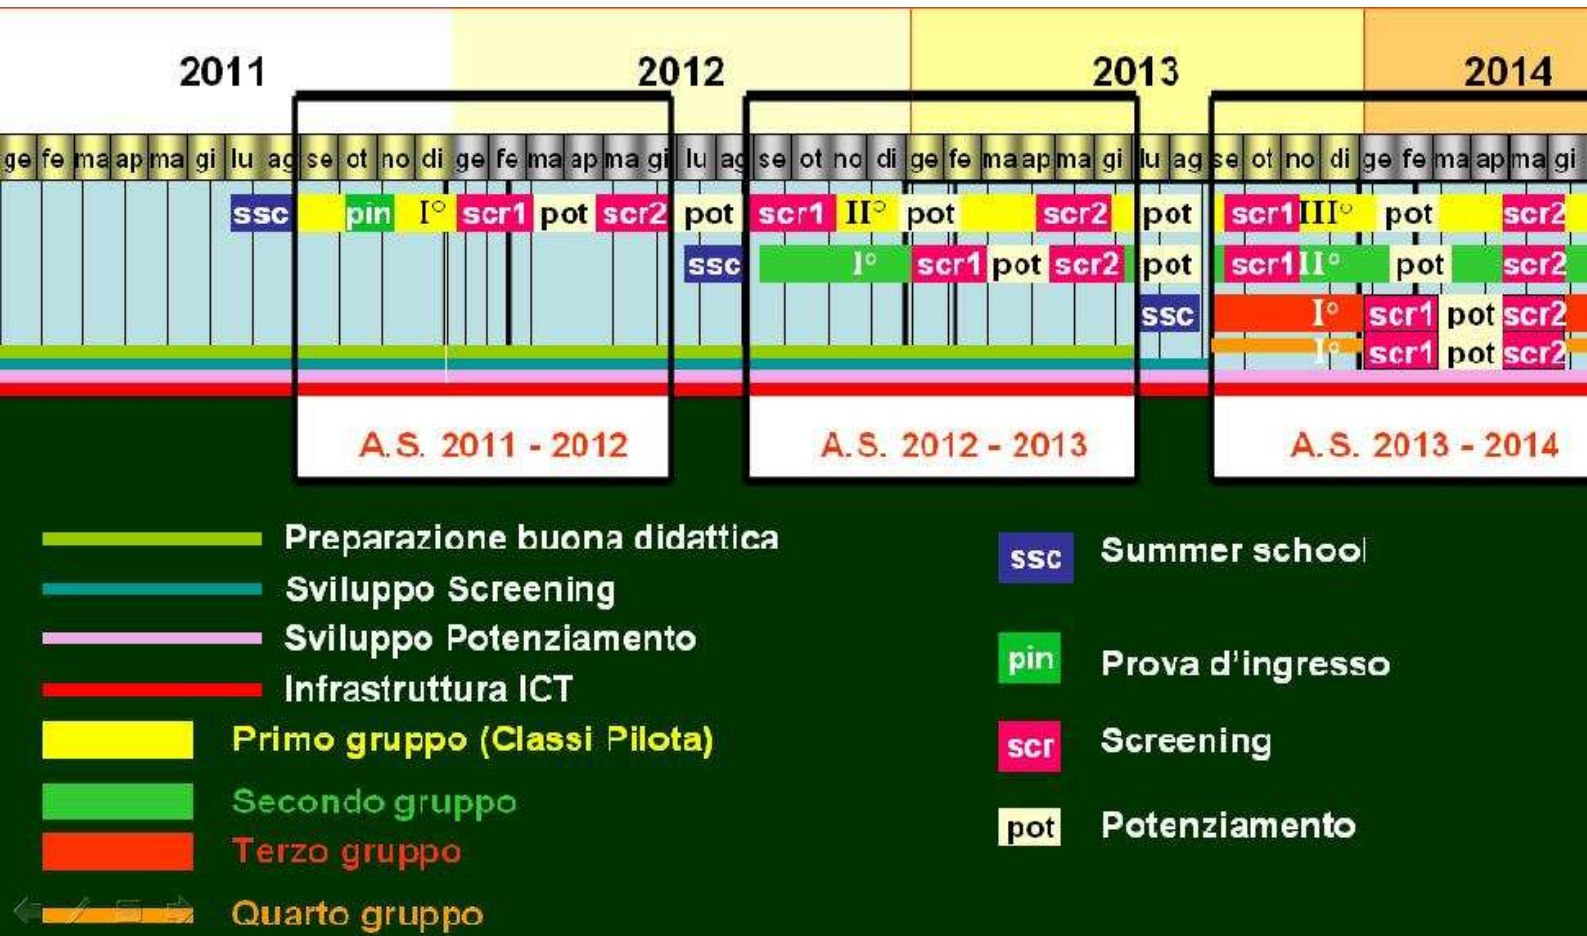 2011 2012 2013 2014
ge fe ma ap ma gi lu ag se ot no di ge fe ma ap ma gi lu ag se ot no di ge fe ma ap ma gi lu ag se ot no di ge fe ma ap ma gi
ssc pin I° scr1 pot scr2 pot scr1 II° pot scr2 pot scr1 III° pot scr2
ssc I° scr1 pot scr2 pot scr1 II° pot scr2
ssc I° scr1 pot scr2
I° scr1 pot scr2
A.S. 2011 - 2012 A.S. 2012 - 2013 A.S. 2013 - 2014
Preparazione buona didattica
Sviluppo Screening
Sviluppo Potenziamento
Infrastruttura ICT
Primo gruppo (Classi Pilota)
Secondo gruppo
Terzo gruppo
Quarto gruppo
ssc Summer school
pin Prova d'ingresso
scr Screening
pot Potenziamento